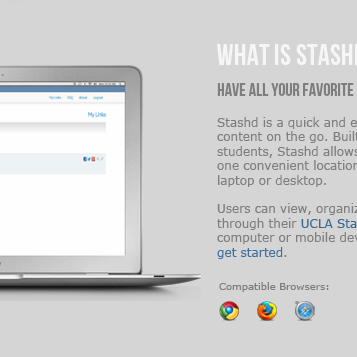 WHAT IS STASH
HAVE ALL YOUR FAVORITE
Stashd is a quick and e
content on the go. Buil
students, Stashd allows
one convenient location
laptop or desktop.
Users can view, organiz
through their UCLA Sta
computer or mobile de
get started.
Compatible Browsers:
My Links